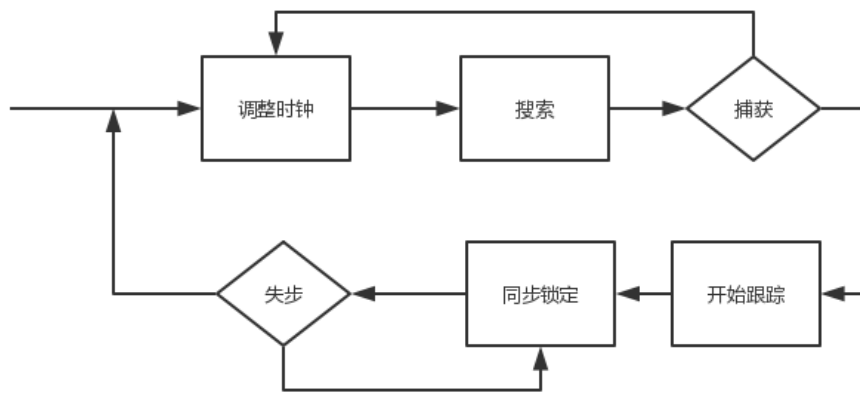 调整时钟
搜索
捕获
失步
同步锁定
开始跟踪